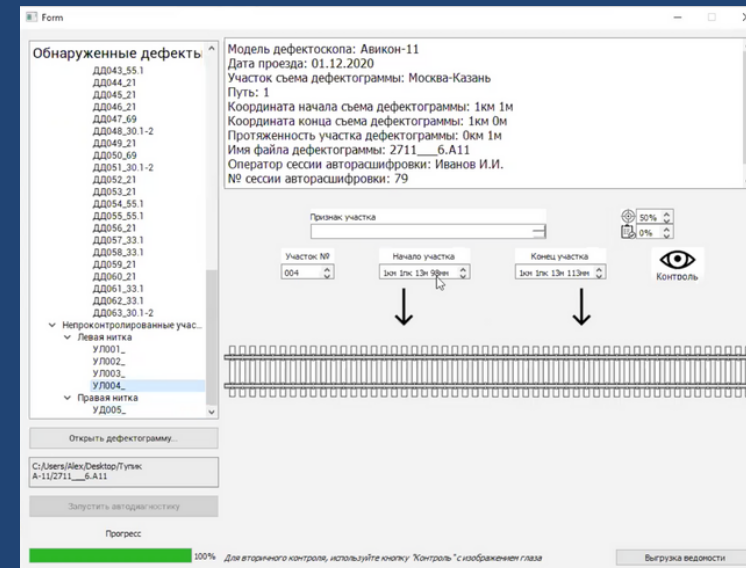 Form
Обнаруженные дефекты
ДД043_55.1
ДД044_21
ДД045_21
ДД046_21
ДД047_69
ДД048_30.1-2
ДД049_21
ДД050_69
ДД051_30.1-2
ДД052_21
ДД053_21
ДД054_55.1
ДД055_55.1
ДД056_21
ДД057_33.1
ДД058_33.1
ДД059_21
ДД060_21
ДД061_33.1
ДД062_33.1
ДД063_30.1-2
Непроконтролированные учас...
Левая нитка
УЛ001_
УЛ002_
УЛ003_
УЛ004_
Правая нитка
УД005_
Открыть дефектограмму...
C:/Users/Alex/Desktop/Тупик
А-11/2711___6.A11
Запустить автодиагностику
Прогресс
100%
Модель дефектоскопа: Авикон-11
Дата проезда: 01.12.2020
Участок съема дефектограммы: Москва-Казань
Путь: 1
Координата начала съема дефектограммы: 1км 1м
Координата конца съема дефектограммы: 1км 0м
Протяженность участка дефектограммы: 0км 1м
Имя файла дефектограммы: 2711___6.A11
Оператор сессии авторасшифровки: Иванов И.И.
№ сессии авторасшифровки: 79
Признак участка
50%
0%
Участок №
004
Начало участка
1км 1пк 13м 98мм
Конец участка
1км 1пк 13м 113мм
Контроль
Для вторичного контроля, используйте кнопку "Контроль" с изображением глаза
Выгрузка ведомости